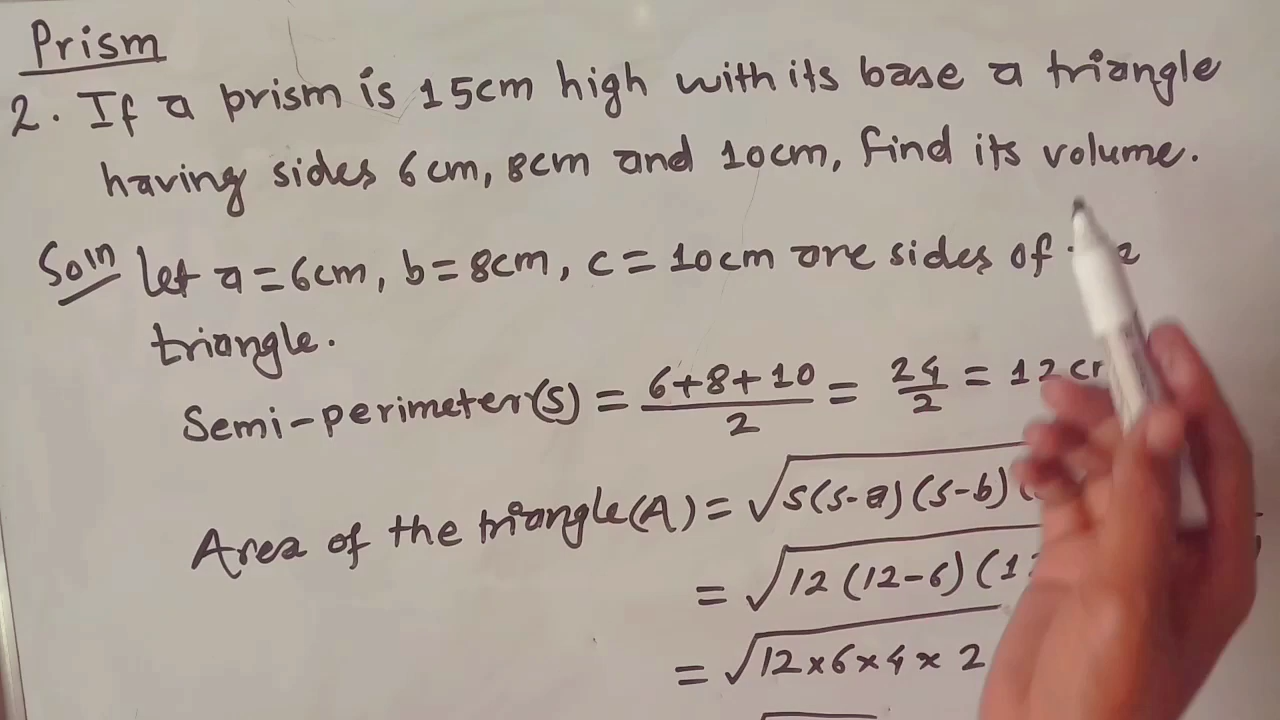 Prism
2. If a prism is 15cm high with its base a triangle
having sides 6cm, 8cm and 10cm, find its volume.
Soln Let a = 6cm, b = 8cm, c = 10cm are sides of
triangle.
Semi-perimeter(S) = 6+8+10/2 = 24/2 = 12
Area of the triangle(A) = √s(s-a)(s-b)(
= √12(12-6)(
= √12×6×4×2